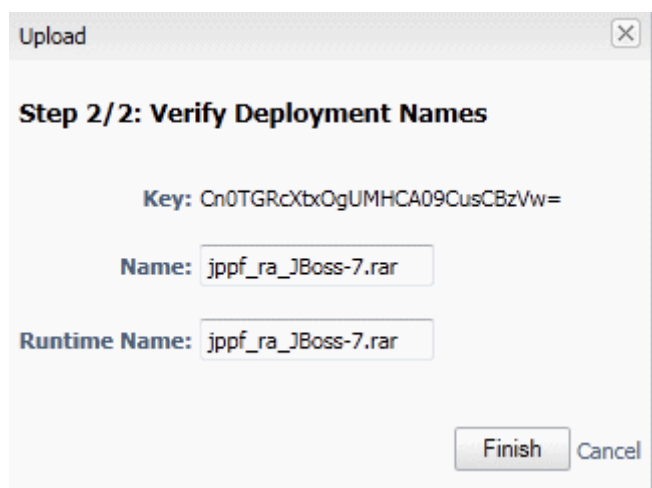 Upload
Step 2/2: Verify Deployment Names
Key: Cn0TGRcXtxOgUMHCA09CusCBzVw=
Name: jppf_ra_JBoss-7.rar
Runtime Name: jppf_ra_JBoss-7.rar
Finish Cancel